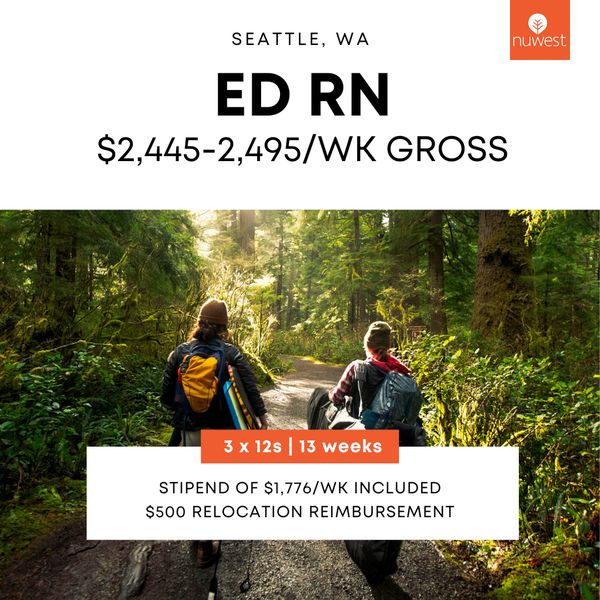 SEATTLE, WA
nuwest
ED RN
$2,445-2,495/WK GROSS
3 x 12s | 13 weeks
STIPEND OF $1,776/WK INCLUDED
$500 RELOCATION REIMBURSEMENT